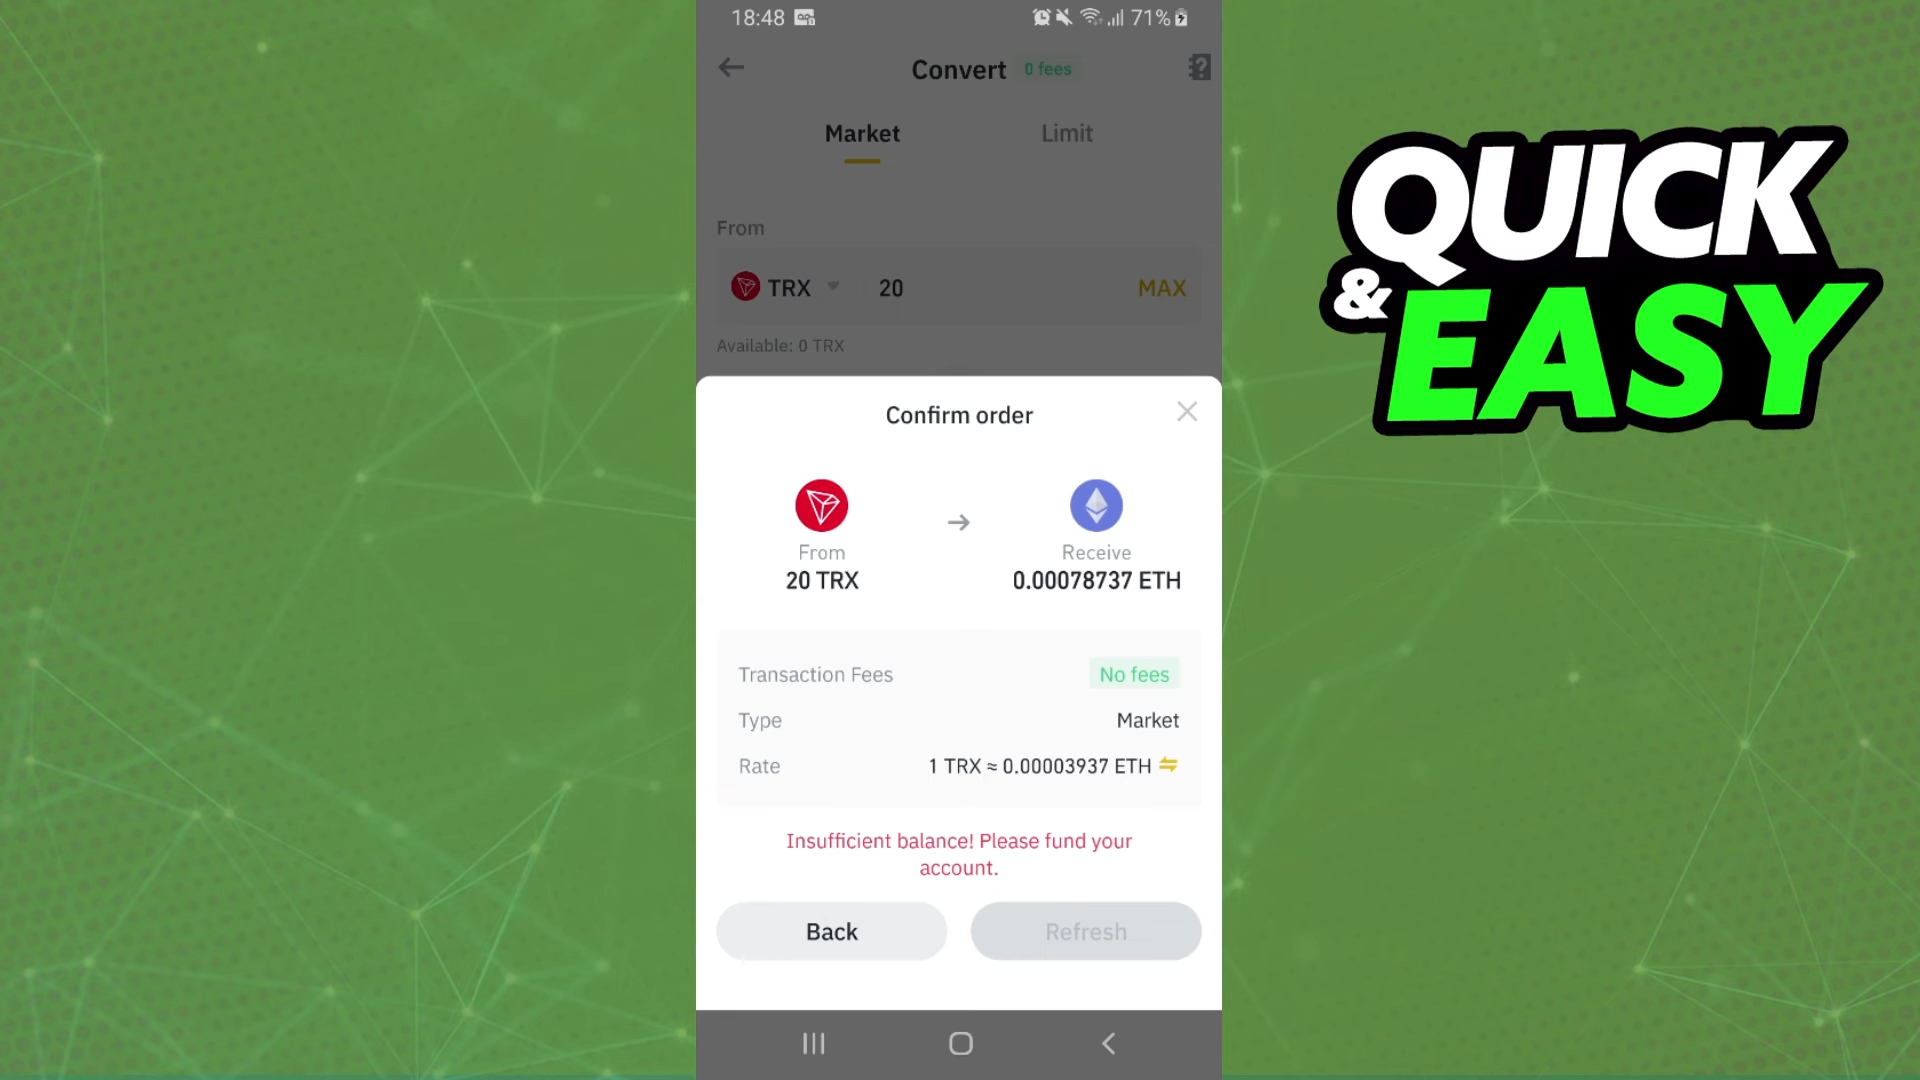 18:48
71%
Convert 0 fees
Market Limit
From
TRX 20 MAX
Available: 0 TRX
Confirm order
From Receive
20 TRX 0.00078737 ETH
Transaction Fees No fees
Type Market
Rate 1 TRX ≈ 0.00003937 ETH
Insufficient balance! Please fund your
account.
Back Refresh
QUICK
& EASY